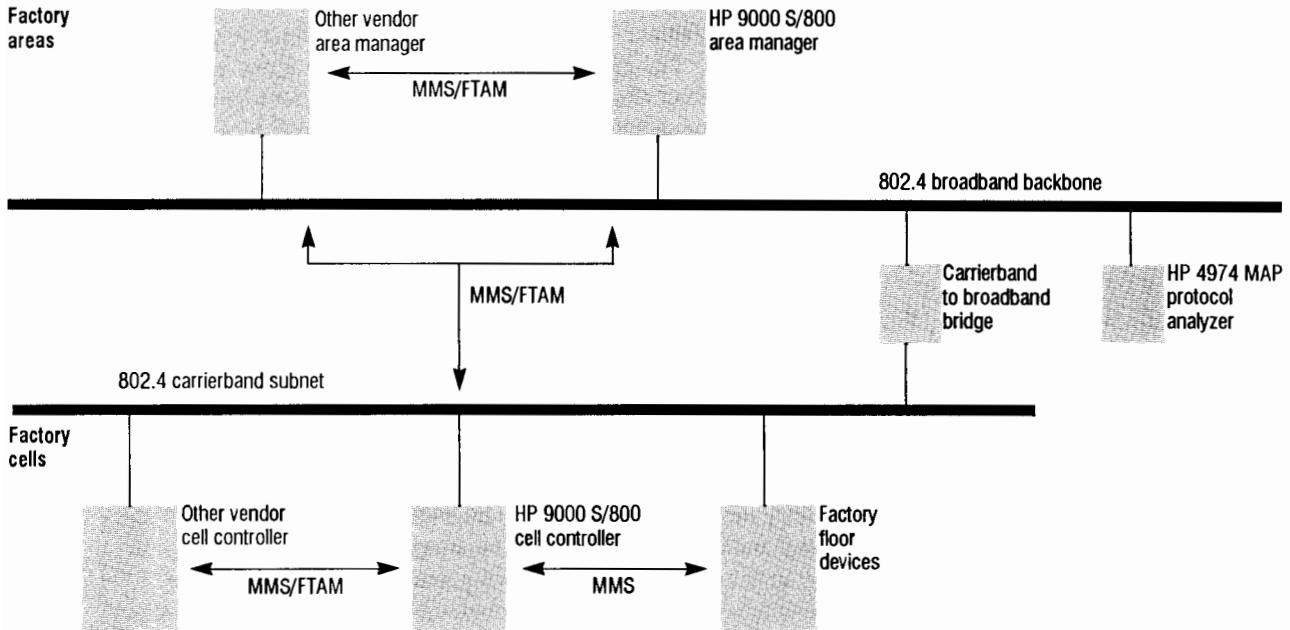 Factory
areas
Other vendor
area manager
HP 9000 S/800
area manager
MMS/FTAM
802.4 broadband backbone
MMS/FTAM
Carrierband
to broadband
bridge
HP 4974 MAP
protocol
analyzer
802.4 carrierband subnet
Factory
cells
Other vendor
cell controller
HP 9000 S/800
cell controller
Factory
floor
devices
MMS/FTAM
MMS